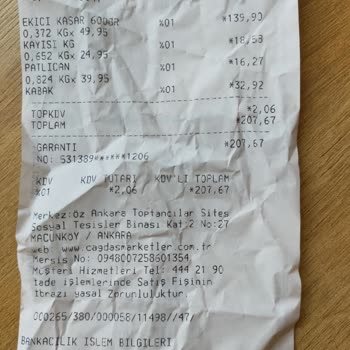 EKICI KASAR 600GR %01 *139,90
0,372 KGx 49,95
KAYISI KG %01 *18,58
0,652 KGx 24,95
PATLICAN %01 *16,27
0,824 KGx 39,95
KABAK %01 *32,92
TOPKDV *2,06
TOPLAM *207,67
GARANTI *207,67
NO: 531389******1206
KDV KDV TUTARI KDV'LI TOPLAM
%01 *2,06 *207,67
Merkez:Öz Ankara Toptancılar Sites
Sosyal Tesisler Binası Kat:2 No:27
MACUNKÖY / ANKARA
web www.cagdasmarketler.com.tr
Mersis No: 0948007258601354
Müşteri Hizmetleri Tel: 444 21 90
İade işlemlerinde Satış Fişinin
İbrazı yasal Zorunluluktur.
000265/380/000058/11498//47/
BANKACILIK ISLEM BILGILERI